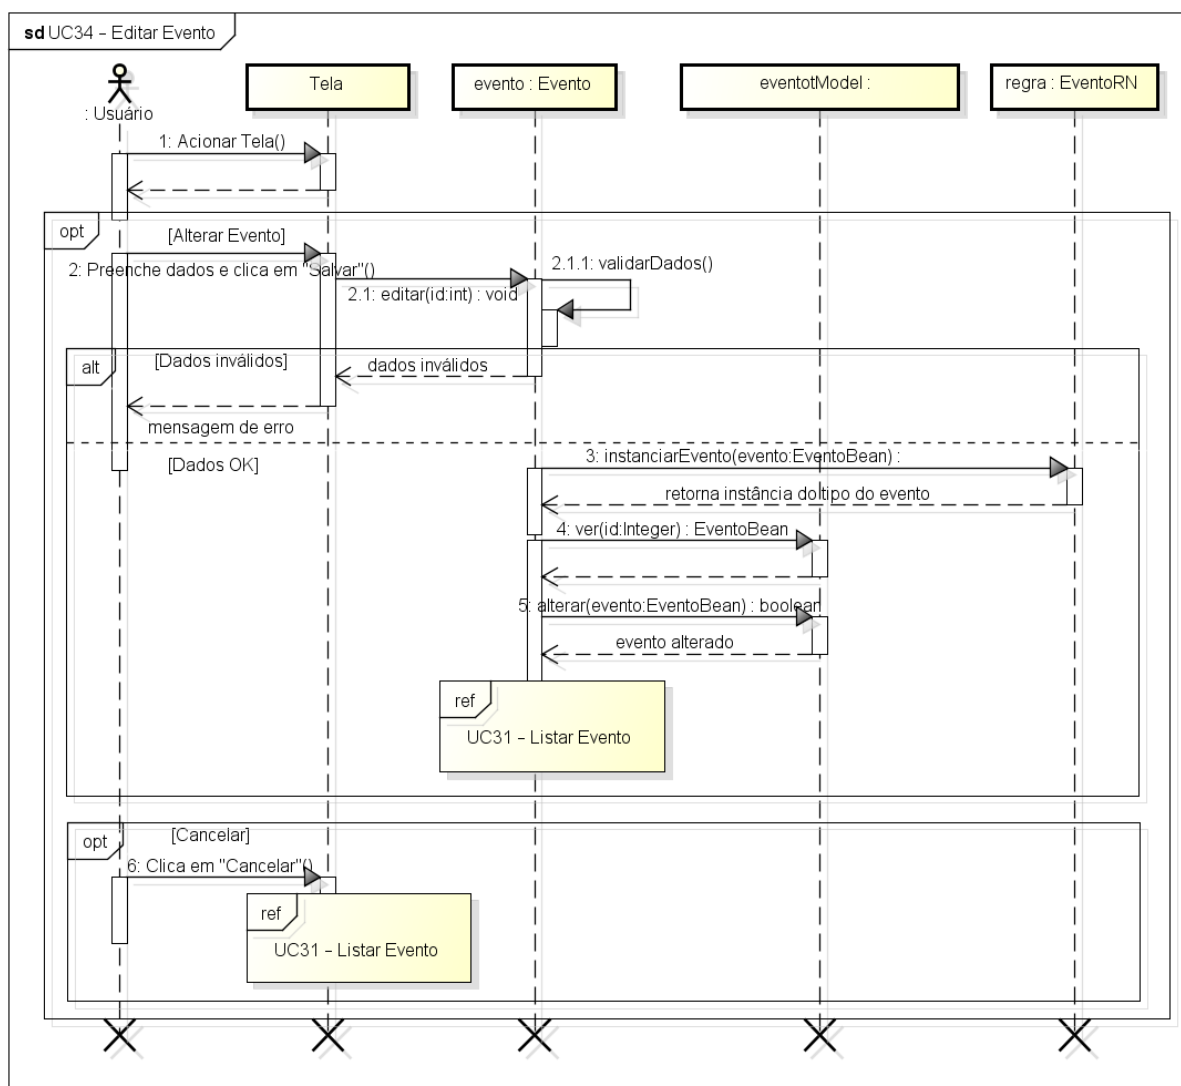 sd UC34 – Editar Evento
: Usuário
Tela
evento : Evento
eventotModel :
regra : EventoRN
1: Acionar Tela()
opt
[Alterar Evento]
2: Preenche dados e clica em "Salvar"()
2.1: editar(id:int) : void
2.1.1: validarDados()
alt
[Dados inválidos]
dados inválidos
mensagem de erro
[Dados OK]
3: instanciarEvento(evento:EventoBean) :
retorna instância do tipo do evento
4: ver(id:Integer) : EventoBean
5: alterar(evento:EventoBean) : boolean
evento alterado
ref
UC31 – Listar Evento
opt
[Cancelar]
6: Clica em "Cancelar"()
ref
UC31 – Listar Evento